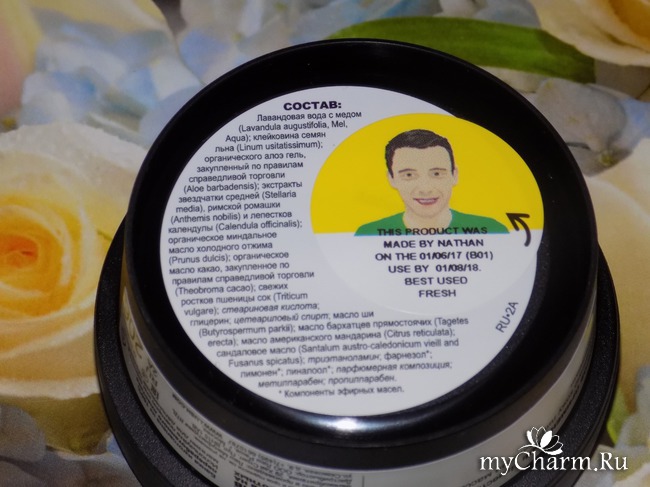 СОСТАВ:
Лавандовая вода с медом
(Lavandula augustifolia, Mel,
Aqua); клейковина семян
льна (Linum usitatissimum);
органического алоэ гель,
закупленный по правилам
справедливой торговли
(Aloe barbadensis); экстракты
звездчатки средней (Stellaria
media), римской ромашки
(Anthemis nobilis) и лепестков
календулы (Calendula officinalis);
органическое миндальное
масло холодного отжима
(Prunus dulcis); органическое
масло какао, закупленное по
правилам справедливой торговли
(Theobroma cacao); свежих
ростков пшеницы сок (Triticum
vulgare); стеариновая кислота;
глицерин; цетеариловый спирт; масло ши
(Butyrospermum parkii); масло бархатцев прямостоячих (Tagetes
erecta); масло американского мандарина (Citrus reticulata);
сандаловое масло (Santalum austro-caledonicum vieill and
Fusanus spicatus); триэтаноламин, фарнезол*;
лимонен*; линалоол*; парфюмерная композиция;
метилпарабен; пропилпарабен.
* Компоненты эфирных масел.
THIS PRODUCT WAS
MADE BY NATHAN
ON THE 01/06/17 (B01)
USE BY 01/08/18.
BEST USED
FRESH
RU•2A
myCharm.Ru